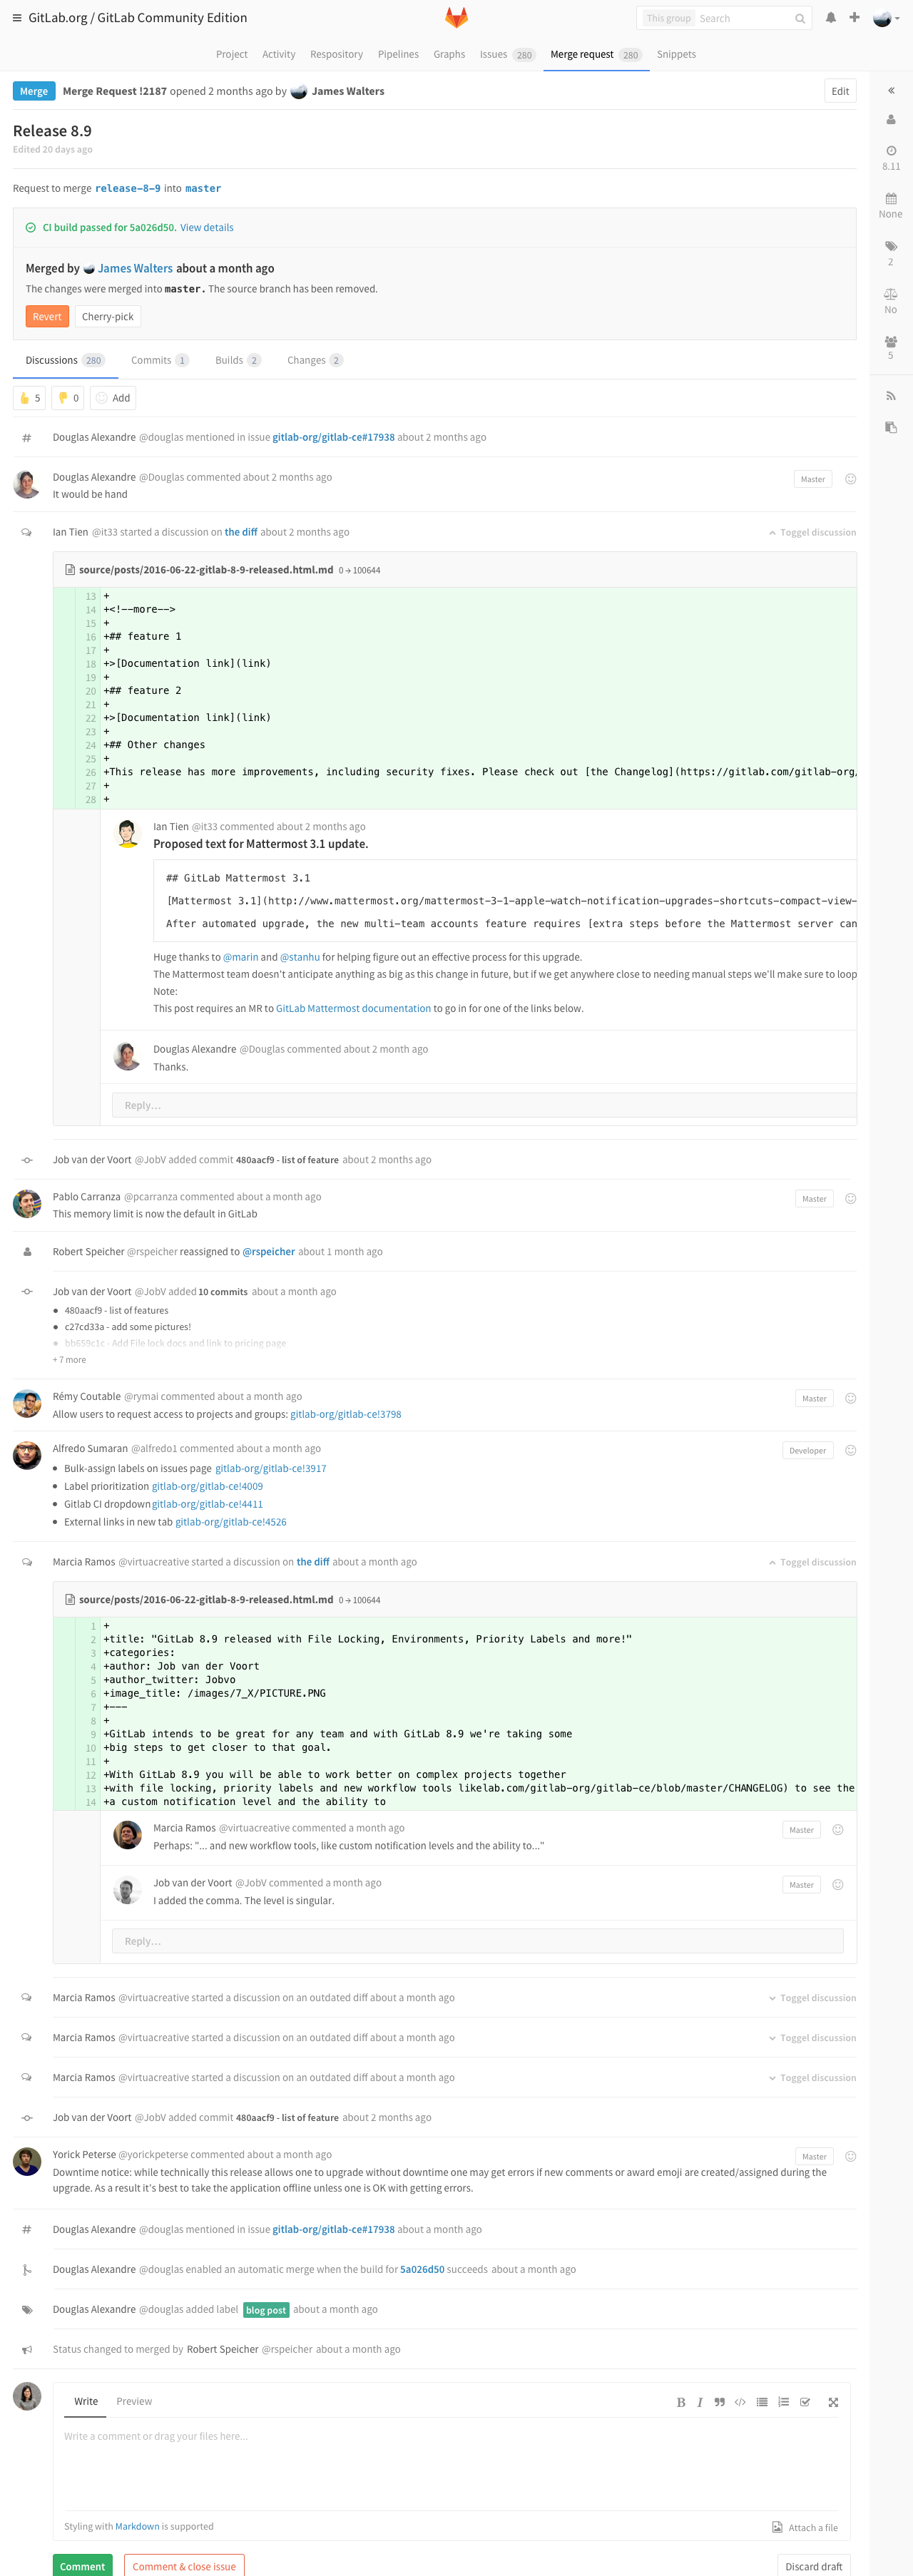 GitLab.org / GitLab Community Edition
This group Search
Project Activity Respository Pipelines Graphs Issues 280 Merge request 280 Snippets
Merge Merge Request !2187 opened 2 months ago by James Walters Edit
Release 8.9
Edited 20 days ago
8.11
None
2
No
5
Request to merge release-8-9 into master
CI build passed for 5a026d50. View details
Merged by James Walters about a month ago
The changes were merged into master. The source branch has been removed.
Revert Cherry-pick
Discussions 280 Commits 1 Builds 2 Changes 2
5 0 Add
Douglas Alexandre @douglas mentioned in issue gitlab-org/gitlab-ce#17938 about 2 months ago
Douglas Alexandre @Douglas commented about 2 months ago Master
It would be hand
Ian Tien @it33 started a discussion on the diff about 2 months ago Toggel discussion
source/posts/2016-06-22-gitlab-8-9-released.html.md 0 → 100644
13 +
14 +<!--more-->
15 +
16 +## feature 1
17 +
18 +>[Documentation link](link)
19 +
20 +## feature 2
21 +
22 +>[Documentation link](link)
23 +
24 +## Other changes
25 +
26 +This release has more improvements, including security fixes. Please check out [the Changelog](https://gitlab.com/gitlab-org/
27 +
28 +
Ian Tien @it33 commented about 2 months ago
Proposed text for Mattermost 3.1 update.
## GitLab Mattermost 3.1
[Mattermost 3.1](http://www.mattermost.org/mattermost-3-1-apple-watch-notification-upgrades-shortcuts-compact-view-
After automated upgrade, the new multi-team accounts feature requires [extra steps before the Mattermost server can
Huge thanks to @marin and @stanhu for helping figure out an effective process for this upgrade.
The Mattermost team doesn't anticipate anything as big as this change in future, but if we get anywhere close to needing manual steps we'll make sure to loop
Note:
This post requires an MR to GitLab Mattermost documentation to go in for one of the links below.
Douglas Alexandre @Douglas commented about 2 month ago
Thanks.
Reply...
Job van der Voort @JobV added commit 480aacf9 - list of feature about 2 months ago
Pablo Carranza @pcarranza commented about a month ago Master
This memory limit is now the default in GitLab
Robert Speicher @rspeicher reassigned to @rspeicher about 1 month ago
Job van der Voort @JobV added 10 commits about a month ago
480aacf9 - list of features
c27cd33a - add some pictures!
bb659c1c - Add File lock docs and link to pricing page
+ 7 more
Rémy Coutable @rymai commented about a month ago Master
Allow users to request access to projects and groups: gitlab-org/gitlab-ce!3798
Alfredo Sumaran @alfredo1 commented about a month ago Developer
Bulk-assign labels on issues page gitlab-org/gitlab-ce!3917
Label prioritization gitlab-org/gitlab-ce!4009
Gitlab CI dropdown gitlab-org/gitlab-ce!4411
External links in new tab gitlab-org/gitlab-ce!4526
Marcia Ramos @virtuacreative started a discussion on the diff about a month ago Toggel discussion
source/posts/2016-06-22-gitlab-8-9-released.html.md 0 → 100644
1 +
2 +title: "GitLab 8.9 released with File Locking, Environments, Priority Labels and more!"
3 +categories:
4 +author: Job van der Voort
5 +author_twitter: Jobvo
6 +image_title: /images/7_X/PICTURE.PNG
7 +---
8 +
9 +GitLab intends to be great for any team and with GitLab 8.9 we're taking some
10 +big steps to get closer to that goal.
11 +
12 +With GitLab 8.9 you will be able to work better on complex projects together
13 +with file locking, priority labels and new workflow tools likelab.com/gitlab-org/gitlab-ce/blob/master/CHANGELOG) to see the
14 +a custom notification level and the ability to
Marcia Ramos @virtuacreative commented a month ago Master
Perhaps: "... and new workflow tools, like custom notification levels and the ability to..."
Job van der Voort @JobV commented a month ago Master
I added the comma. The level is singular.
Reply...
Marcia Ramos @virtuacreative started a discussion on an outdated diff about a month ago Toggel discussion
Marcia Ramos @virtuacreative started a discussion on an outdated diff about a month ago Toggel discussion
Marcia Ramos @virtuacreative started a discussion on an outdated diff about a month ago Toggel discussion
Job van der Voort @JobV added commit 480aacf9 - list of feature about 2 months ago
Yorick Peterse @yorickpeterse commented about a month ago Master
Downtime notice: while technically this release allows one to upgrade without downtime one may get errors if new comments or award emoji are created/assigned during the
upgrade. As a result it's best to take the application offline unless one is OK with getting errors.
Douglas Alexandre @douglas mentioned in issue gitlab-org/gitlab-ce#17938 about a month ago
Douglas Alexandre @douglas enabled an automatic merge when the build for 5a026d50 succeeds about a month ago
Douglas Alexandre @douglas added label blog post about a month ago
Status changed to merged by Robert Speicher @rspeicher about a month ago
Write Preview B I
Write a comment or drag your files here...
Styling with Markdown is supported Attach a file
Comment Comment & close issue Discard draft